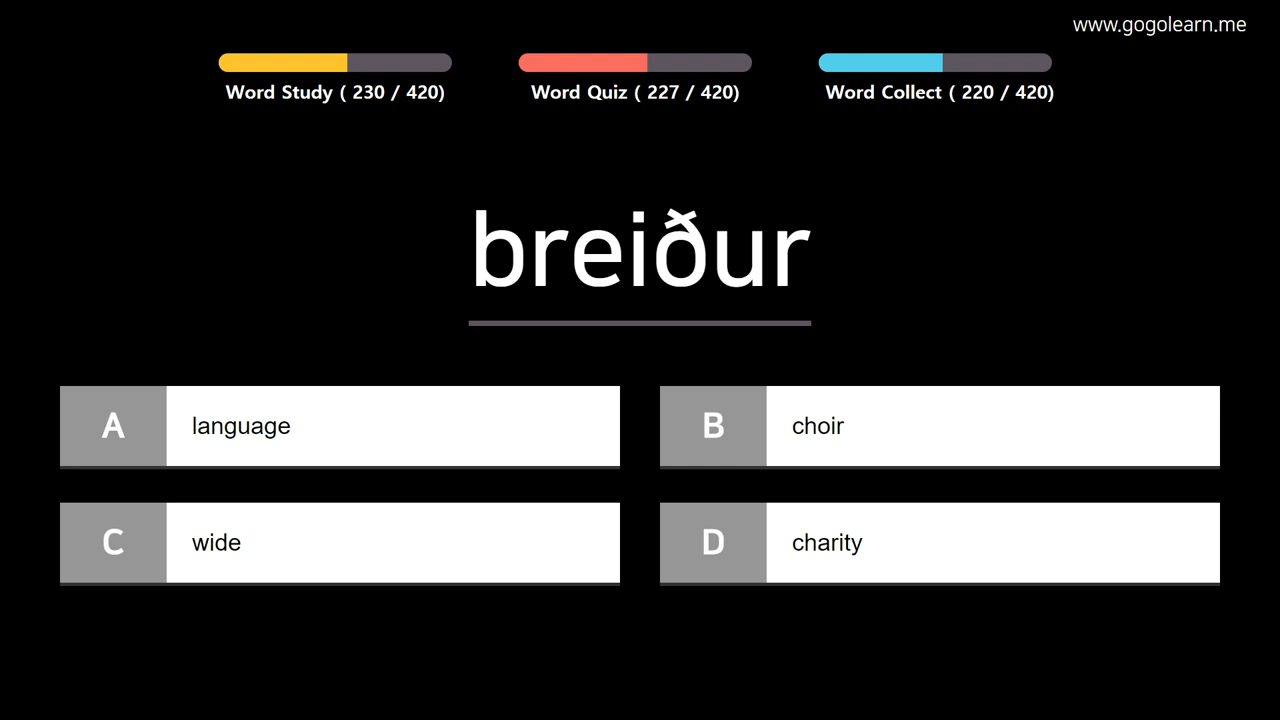 www.gogolearn.me
Word Study ( 230 / 420)
Word Quiz ( 227 / 420)
Word Collect ( 220 / 420)
breiður
A language
B choir
C wide
D charity